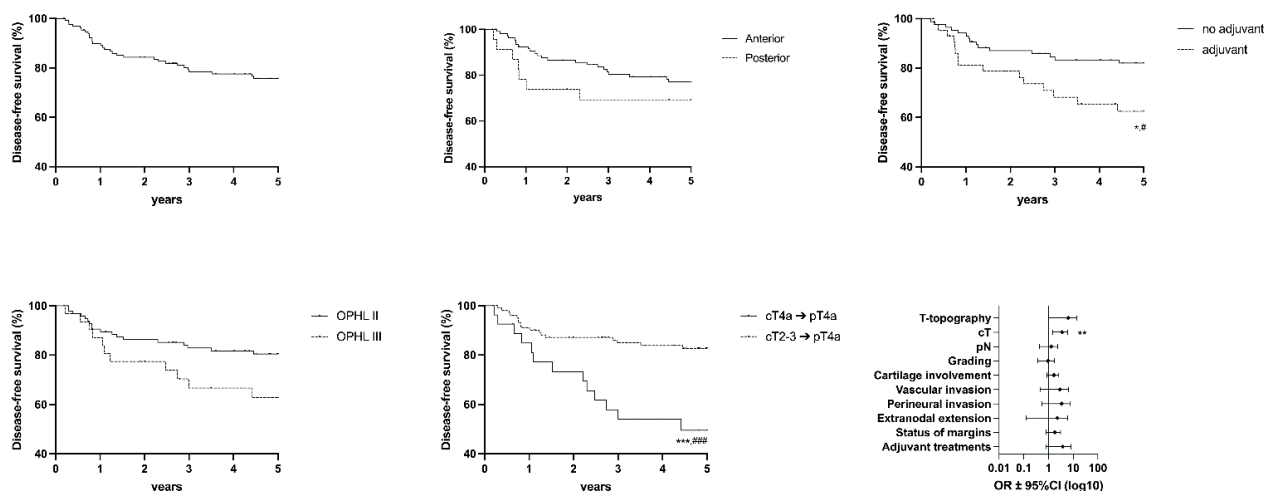 Disease-free survival (%)
100
80
60
40
0 1 2 3 4 5
years
Disease-free survival (%)
100
80
60
40
0 1 2 3 4 5
years
Anterior
Posterior
Disease-free survival (%)
100
80
60
40
0 1 2 3 4 5
years
no adjuvant
adjuvant
*,#
Disease-free survival (%)
100
80
60
40
0 1 2 3 4 5
years
OPHL II
OPHL III
Disease-free survival (%)
100
80
60
40
0 1 2 3 4 5
years
cT4a ➔ pT4a
cT2-3 ➔ pT4a
***,###
T-topography
cT
**
pN
Grading
Cartilage involvement
Vascular invasion
Perineural invasion
Extranodal extension
Status of margins
Adjuvant treatments
0.01 0.1 1 10 100
OR ± 95%CI (log10)